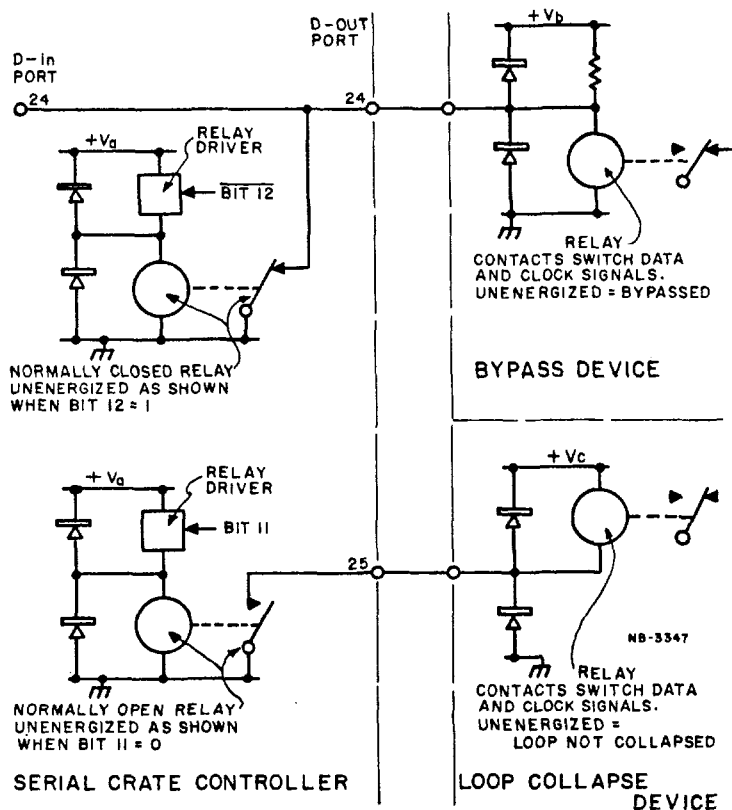 D-in
PORT
24
D-OUT
PORT
24
+Va
RELAY
DRIVER
BIT 12
NORMALLY CLOSED RELAY
UNENERGIZED AS SHOWN
WHEN BIT 12 = 1
+Vb
RELAY
CONTACTS SWITCH DATA
AND CLOCK SIGNALS.
UNENERGIZED = BYPASSED
BYPASS DEVICE
+Va
RELAY
DRIVER
BIT 11
25
NORMALLY OPEN RELAY
UNENERGIZED AS SHOWN
WHEN BIT 11 = 0
SERIAL CRATE CONTROLLER
+Vc
NB-3347
RELAY
CONTACTS SWITCH DATA
AND CLOCK SIGNALS.
UNENERGIZED =
LOOP NOT COLLAPSED
LOOP COLLAPSE
DEVICE